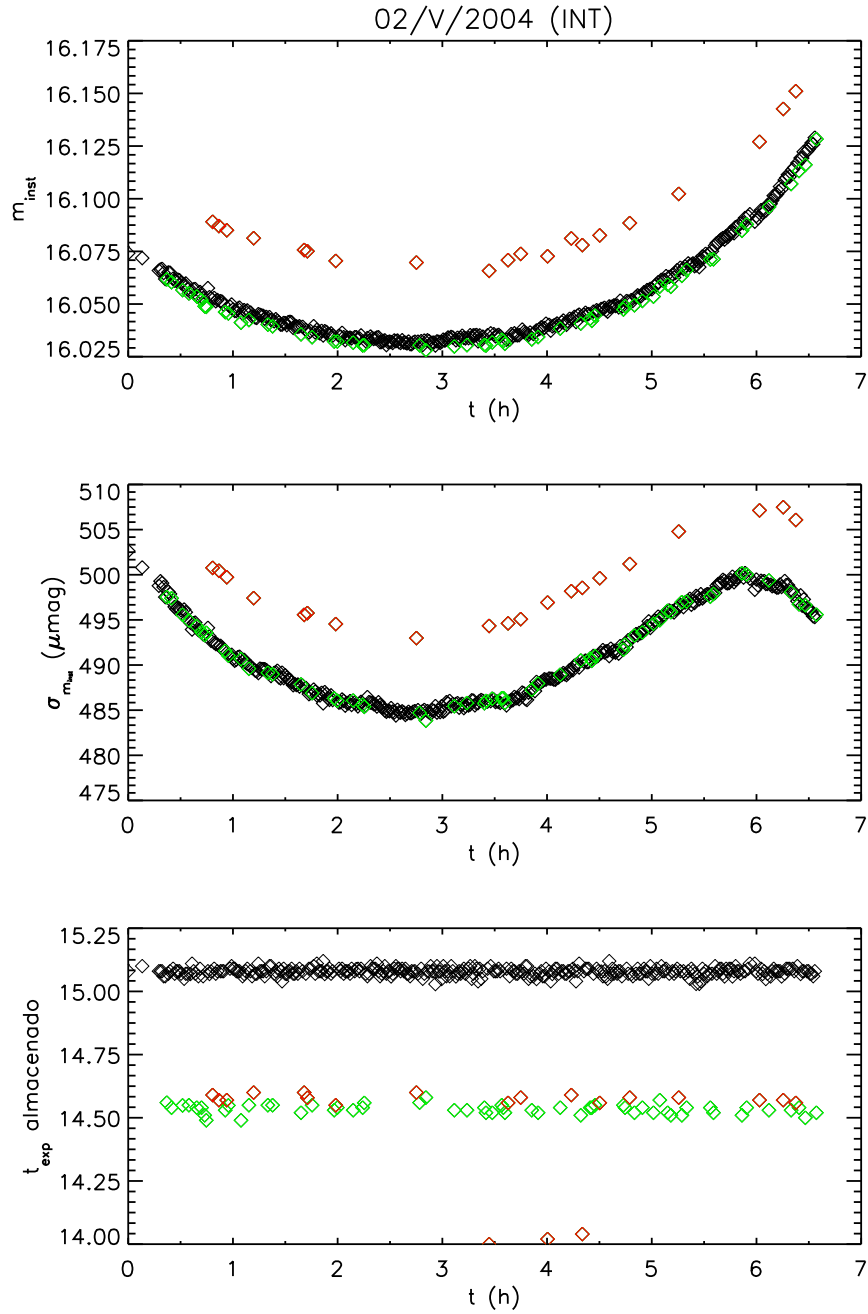 02/V/2004 (INT)
16.175
16.150
16.125
16.100
16.075
16.050
16.025
m_inst
0 1 2 3 4 5 6 7
t (h)
510
505
500
495
490
485
480
475
σ_m_inst (μmag)
0 1 2 3 4 5 6 7
t (h)
15.25
15.00
14.75
14.50
14.25
14.00
t_exp almacenado
0 1 2 3 4 5 6 7
t (h)